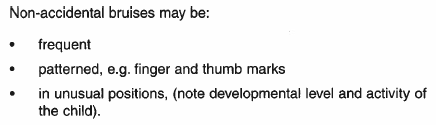 Non-accidental bruises may be:
• frequent
• patterned, e.g. finger and thumb marks
• in unusual positions, (note developmental level and activity of
the child).